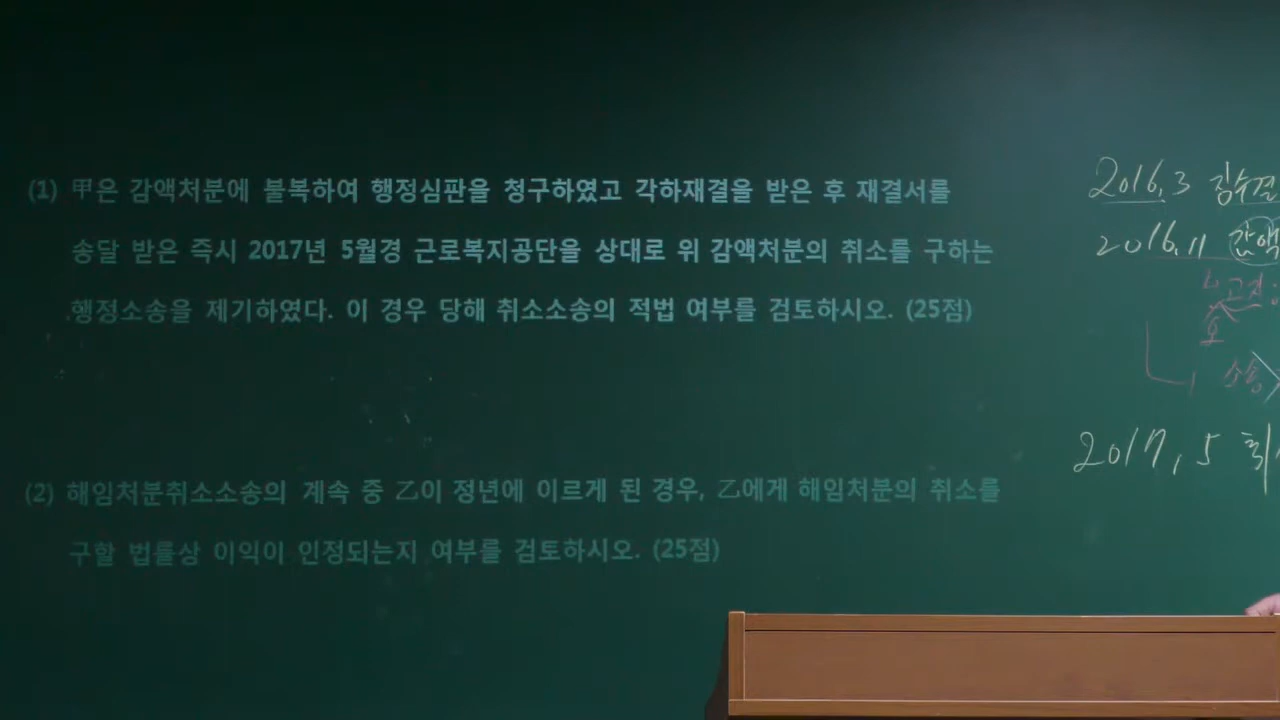 (1) 甲은 감액처분에 불복하여 행정심판을 청구하였고 각하재결을 받은 후 재결서를
송달 받은 즉시 2017년 5월경 근로복지공단을 상대로 위 감액처분의 취소를 구하는
행정소송을 제기하였다. 이 경우 당해 취소소송의 적법 여부를 검토하시오. (25점)
(2) 해임처분취소소송의 계속 중 乙이 정년에 이르게 된 경우, 乙에게 해임처분의 취소를
구할 법률상 이익이 인정되는지 여부를 검토하시오. (25점)
2016.3 징수결
2016.11 감액
소송
2017.5 취